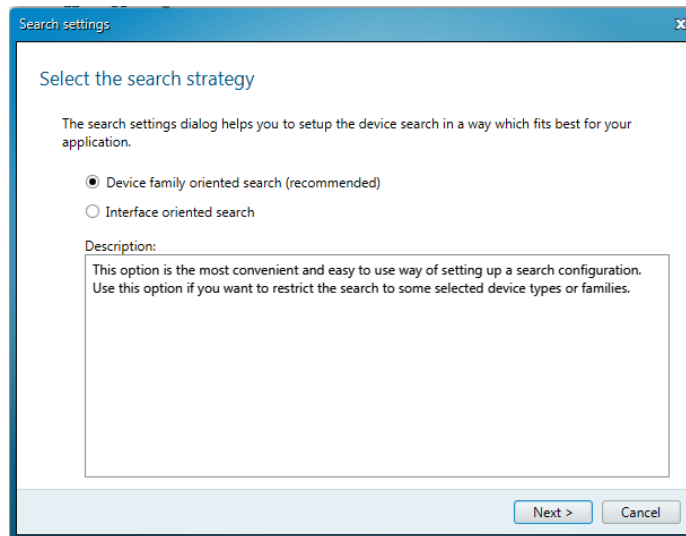 Search settings
x
Select the search strategy
The search settings dialog helps you to setup the device search in a way which fits best for your
application.
Device family oriented search (recommended)
Interface oriented search
Description:
This option is the most convenient and easy to use way of setting up a search configuration.
Use this option if you want to restrict the search to some selected device types or families.
Next >
Cancel